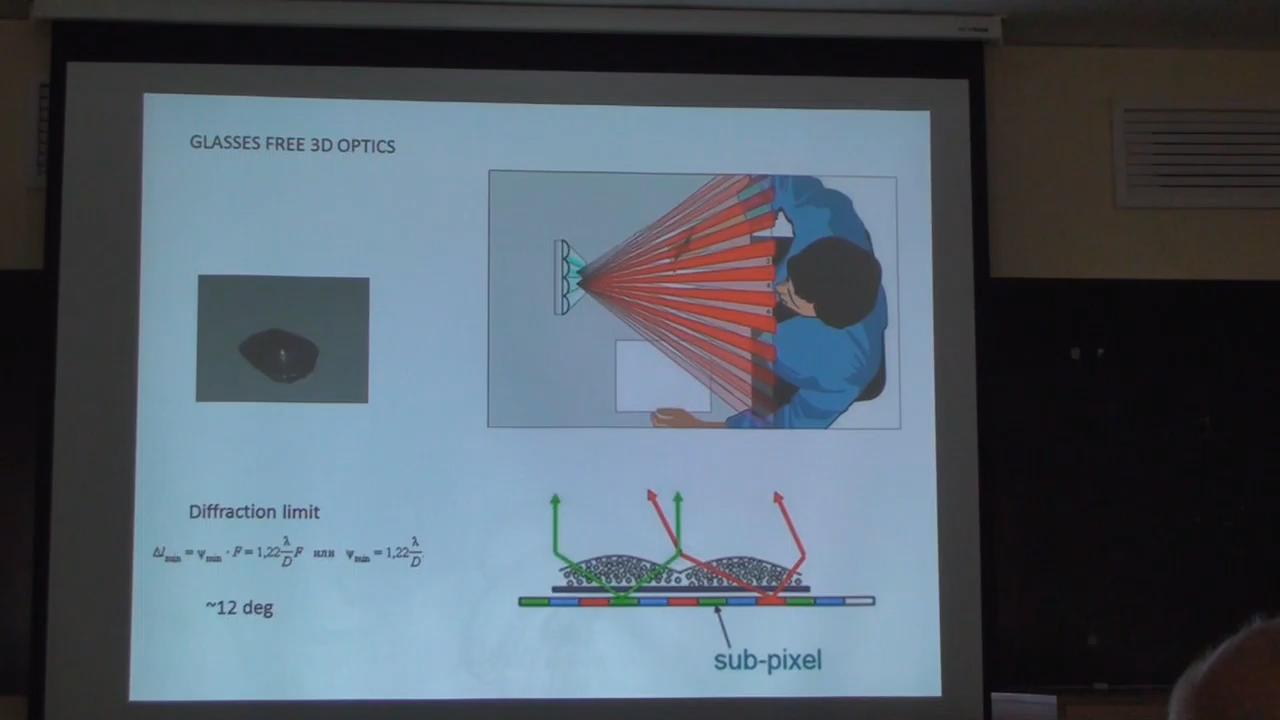 GLASSES FREE 3D OPTICS
Diffraction limit
Δl_min = ψ_min · F = 1,22 λ/D F или ψ_min = 1,22 λ/D
~12 deg
sub-pixel